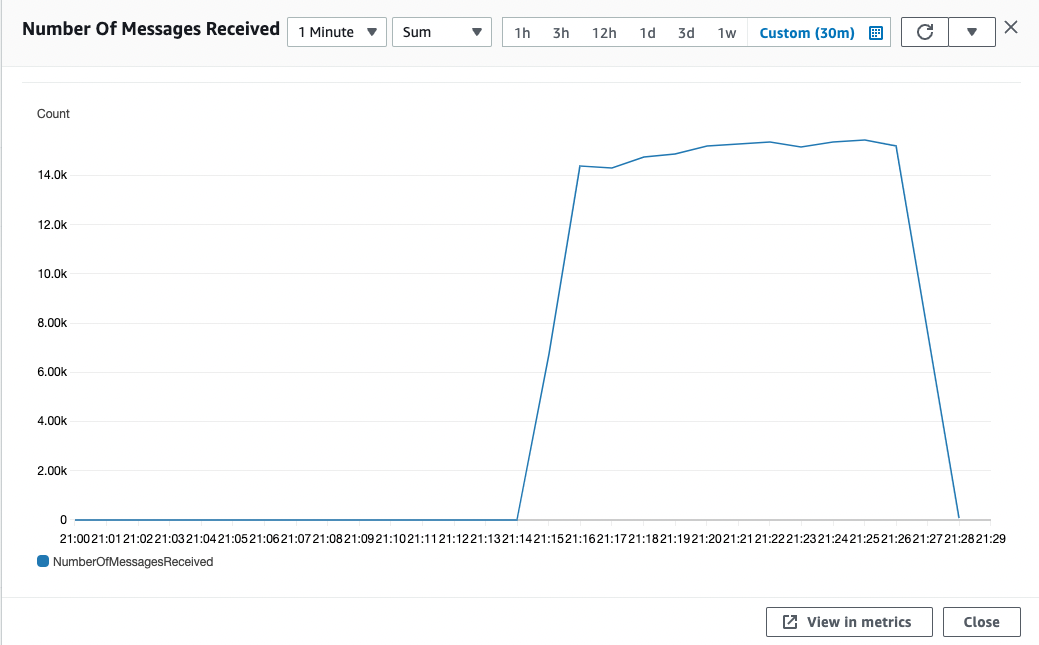 Number Of Messages Received 1 Minute Sum 1h 3h 12h 1d 3d 1w Custom (30m)
Count
14.0k
12.0k
10.0k
8.00k
6.00k
4.00k
2.00k
0
21:00 21:01 21:02 21:03 21:04 21:05 21:06 21:07 21:08 21:09 21:10 21:11 21:12 21:13 21:14 21:15 21:16 21:17 21:18 21:19 21:20 21:21 21:22 21:23 21:24 21:25 21:26 21:27 21:28 21:29
NumberOfMessagesReceived
View in metrics Close